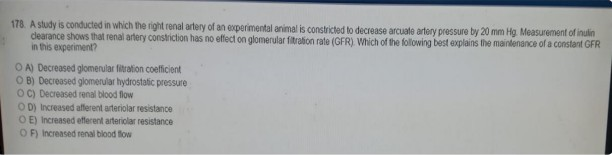 178. A study is conducted in which the right renal artery of an experimental animal is constricted to decrease arcuate artery pressure by 20 mm Hg. Measurement of inulin
clearance shows that renal artery constriction has no effect on glomerular filtration rate (GFR). Which of the following best explains the maintenance of a constant GFR
in this experiment?
A) Decreased glomerular filtration coefficient
B) Decreased glomerular hydrostatic pressure
C) Decreased renal blood flow
D) Increased afferent arteriolar resistance
E) Increased efferent arteriolar resistance
F) Increased renal blood flow